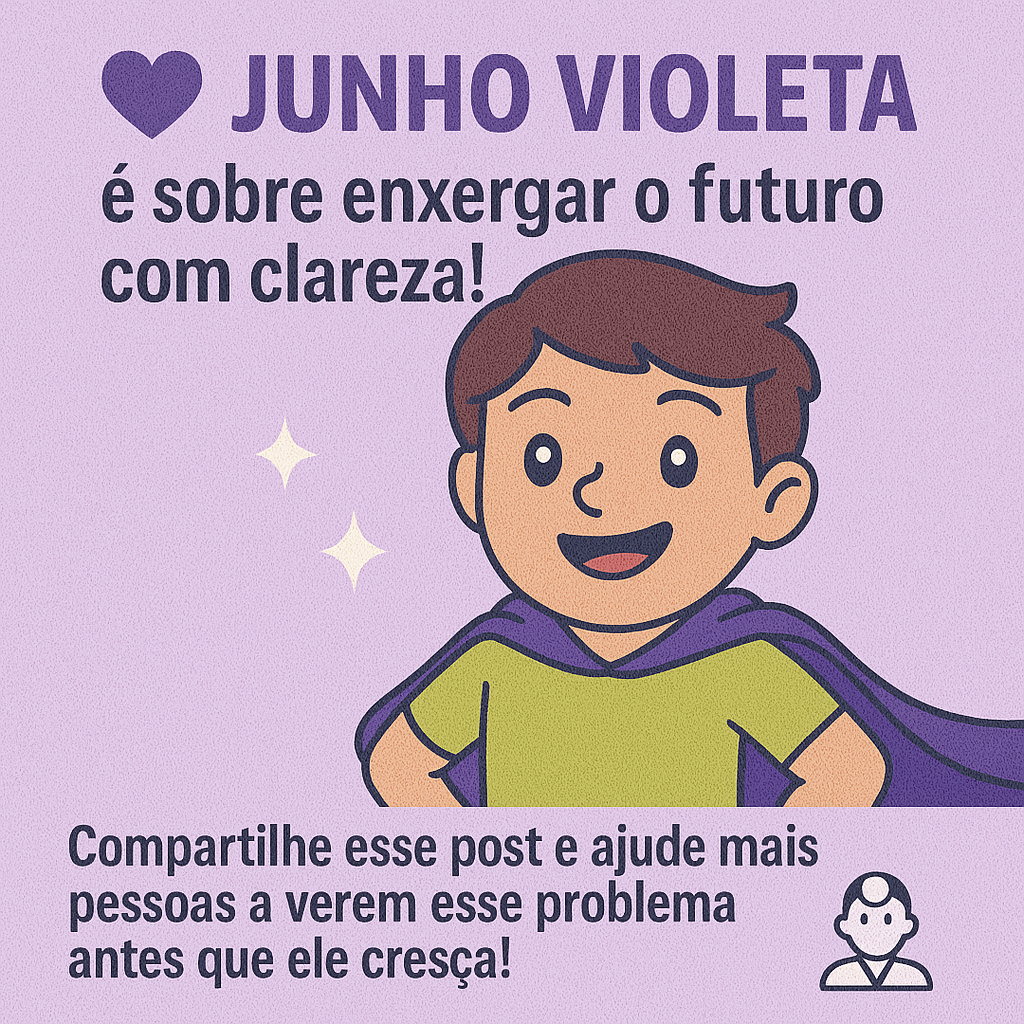 JUNHO VIOLETA
é sobre enxergar o futuro
com clareza!
Compartilhe esse post e ajude mais
pessoas a verem esse problema
antes que ele cresça!